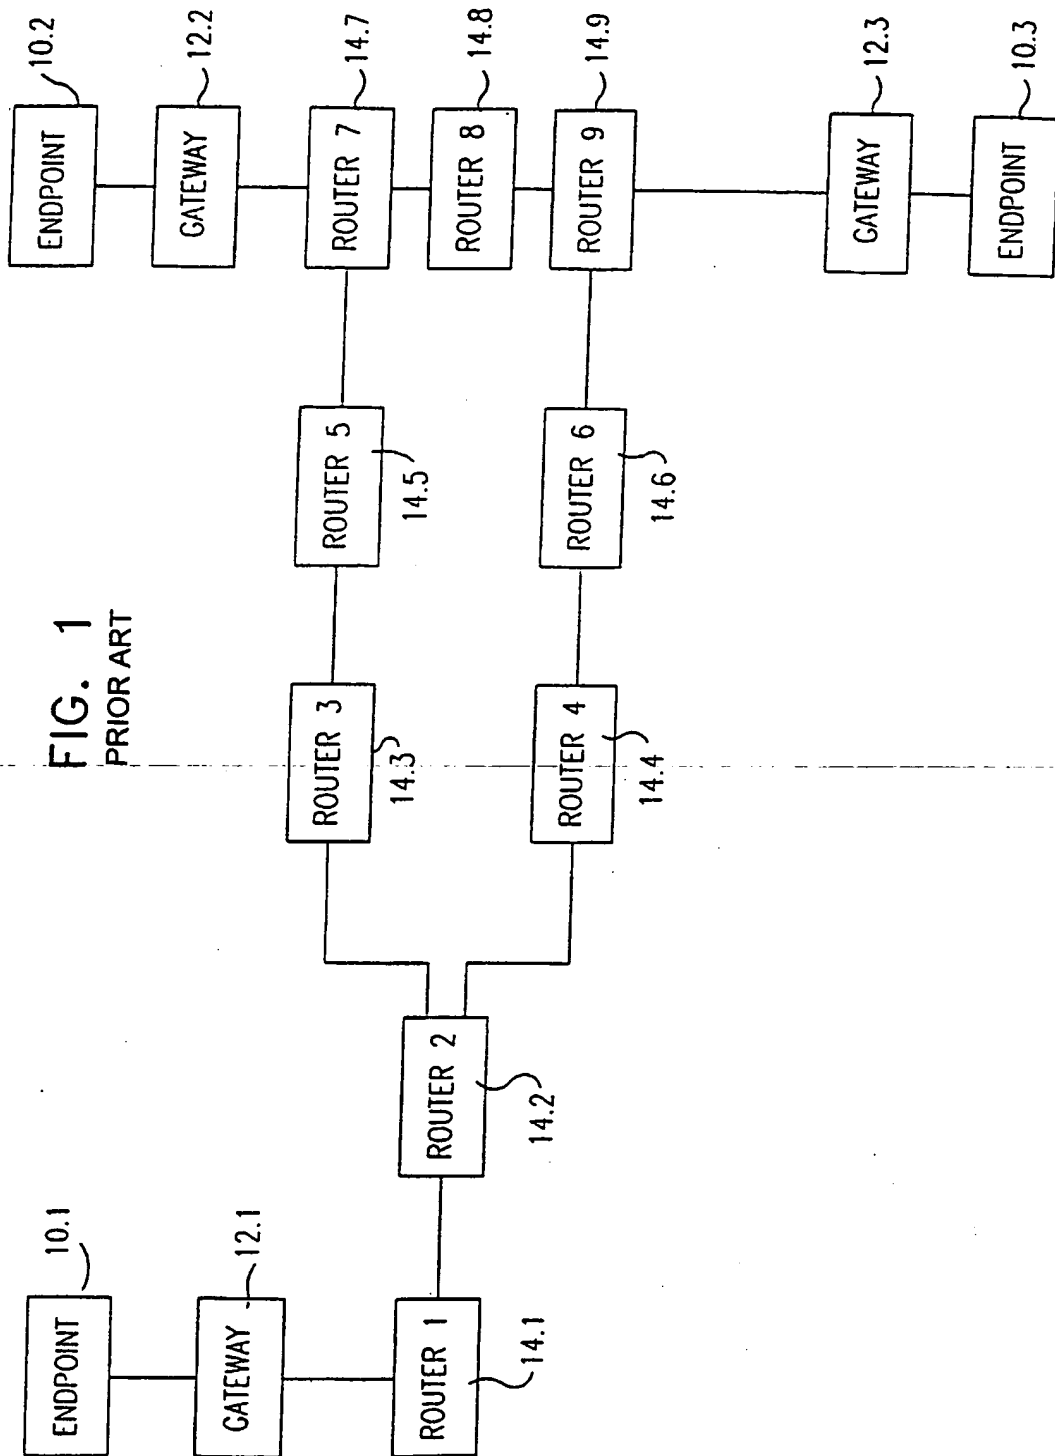 FIG. 1
PRIOR ART
ENDPOINT
10.1
GATEWAY
12.1
ROUTER 1
14.1
ROUTER 2
14.2
ROUTER 3
14.3
ROUTER 4
14.4
ROUTER 5
14.5
ROUTER 6
14.6
ENDPOINT
10.2
GATEWAY
12.2
ROUTER 7
14.7
ROUTER 8
14.8
ROUTER 9
14.9
GATEWAY
12.3
ENDPOINT
10.3